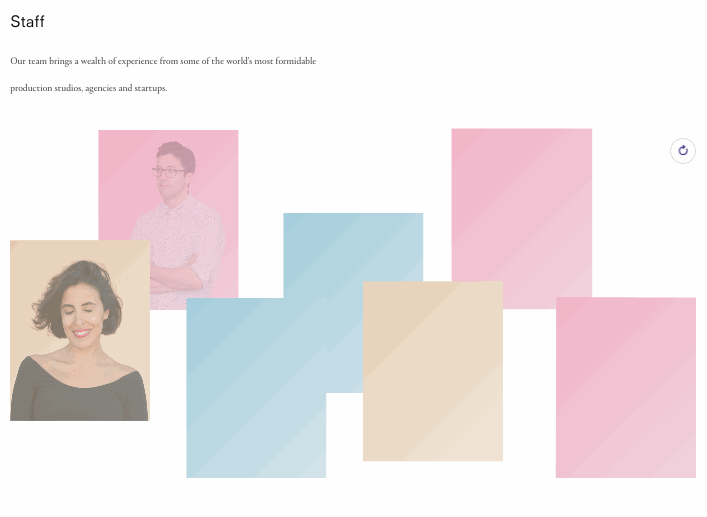 Staff
Our team brings a wealth of experience from some of the world's most formidable
production studios, agencies and startups.